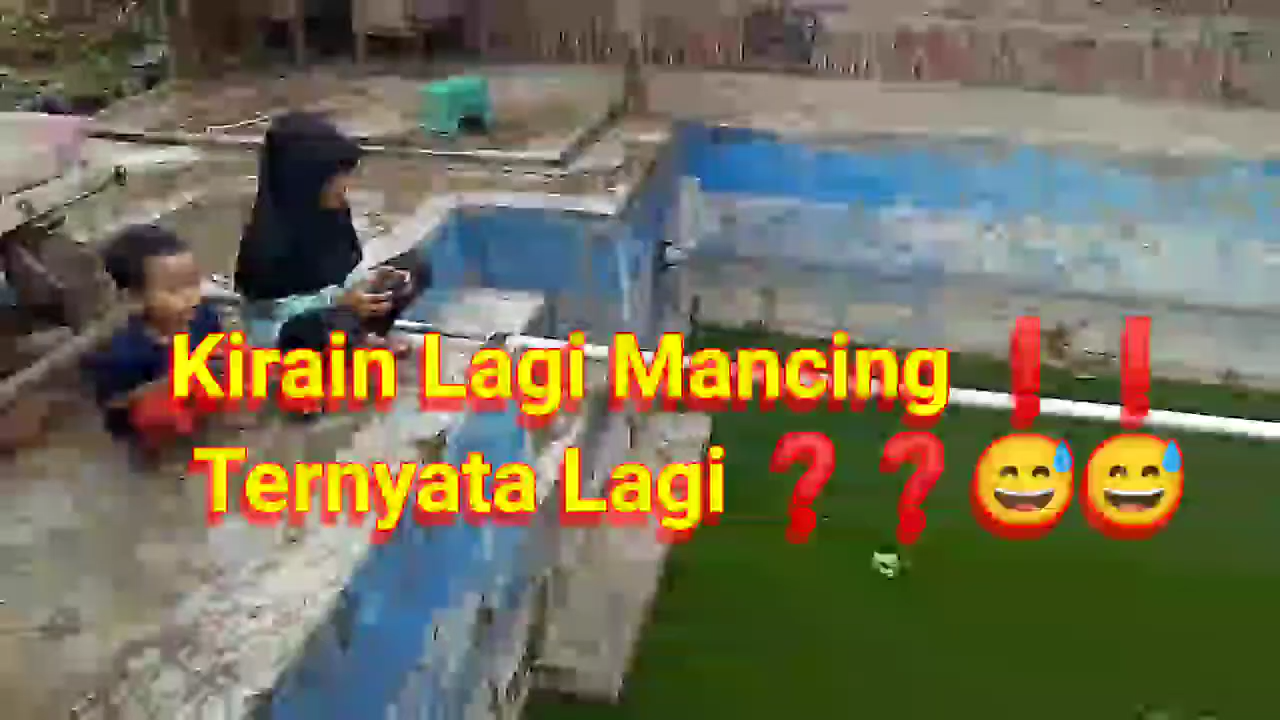 Kirain Lagi Mancing ❗❗
Ternyata Lagi ❓❓😅😅